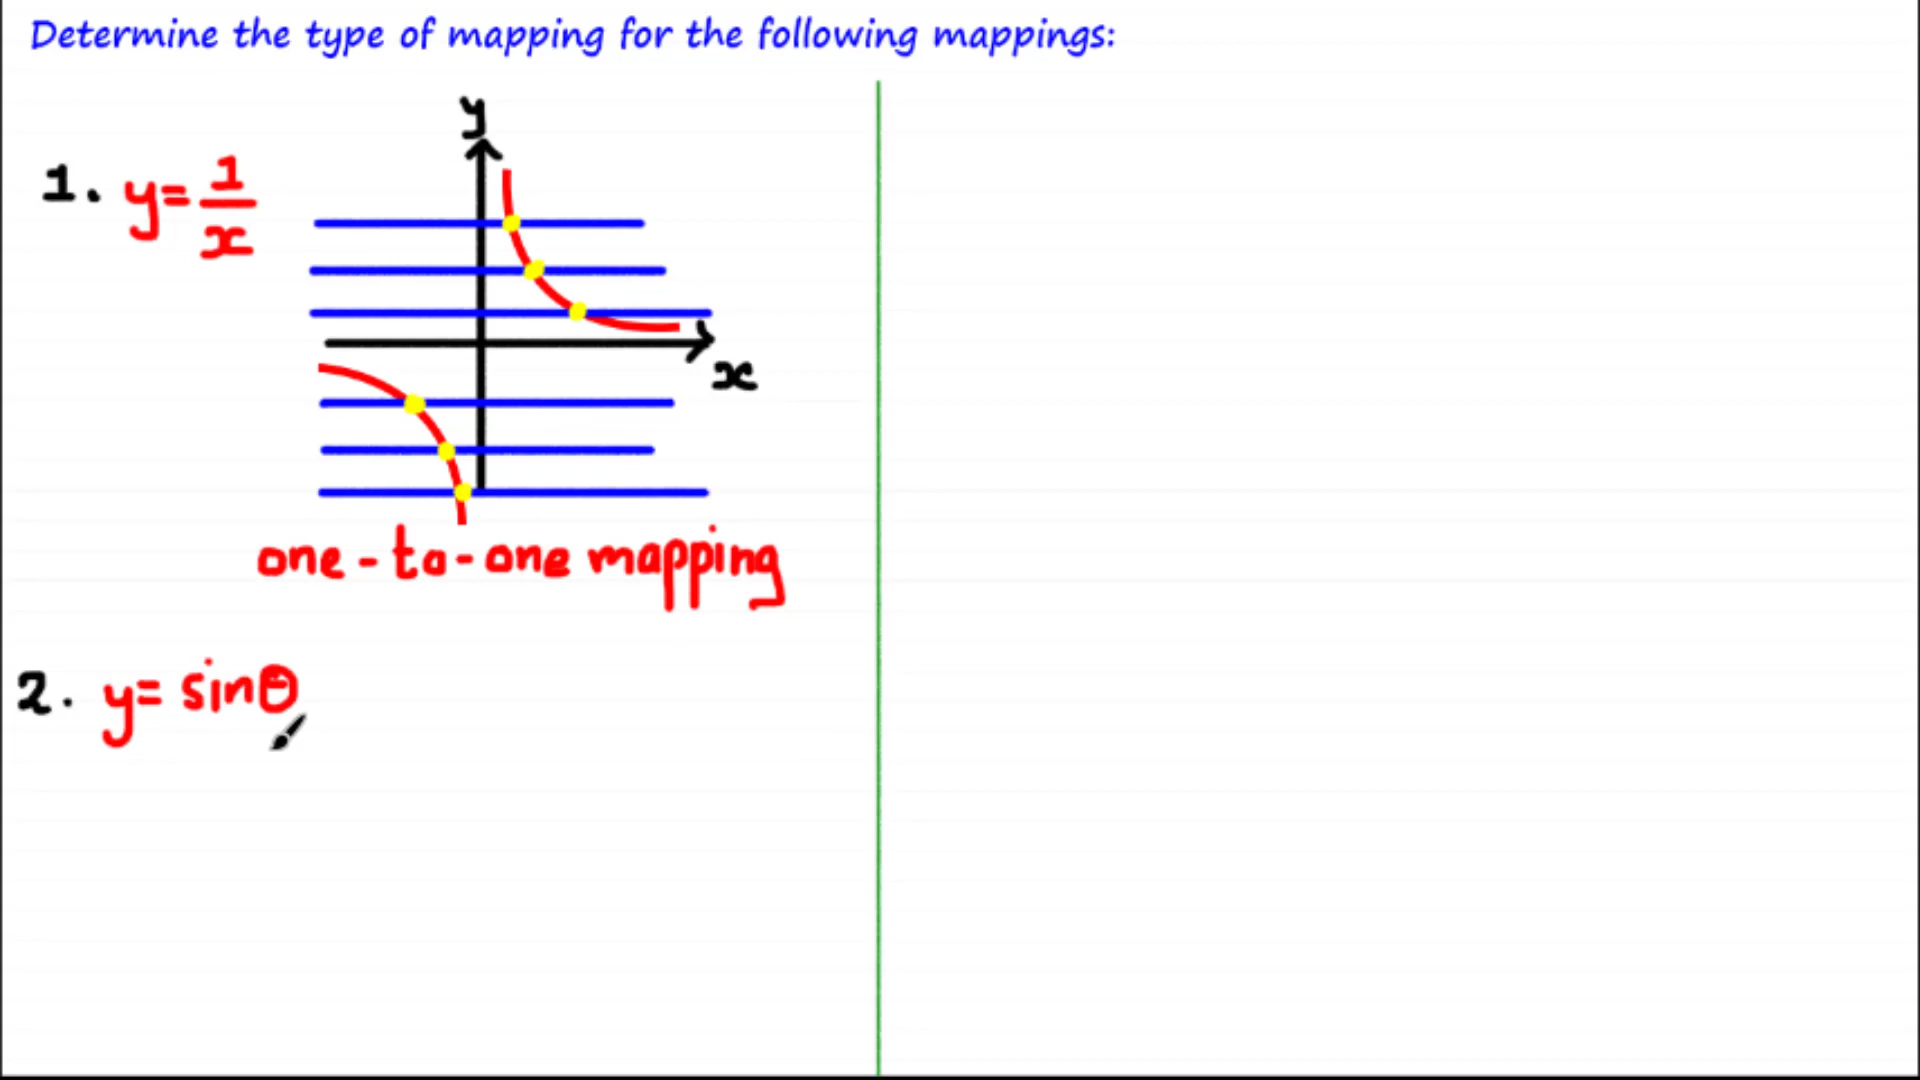 Determine the type of mapping for the following mappings:
y
1. y = 1/x
x
one-to-one mapping
2. y = sinθ